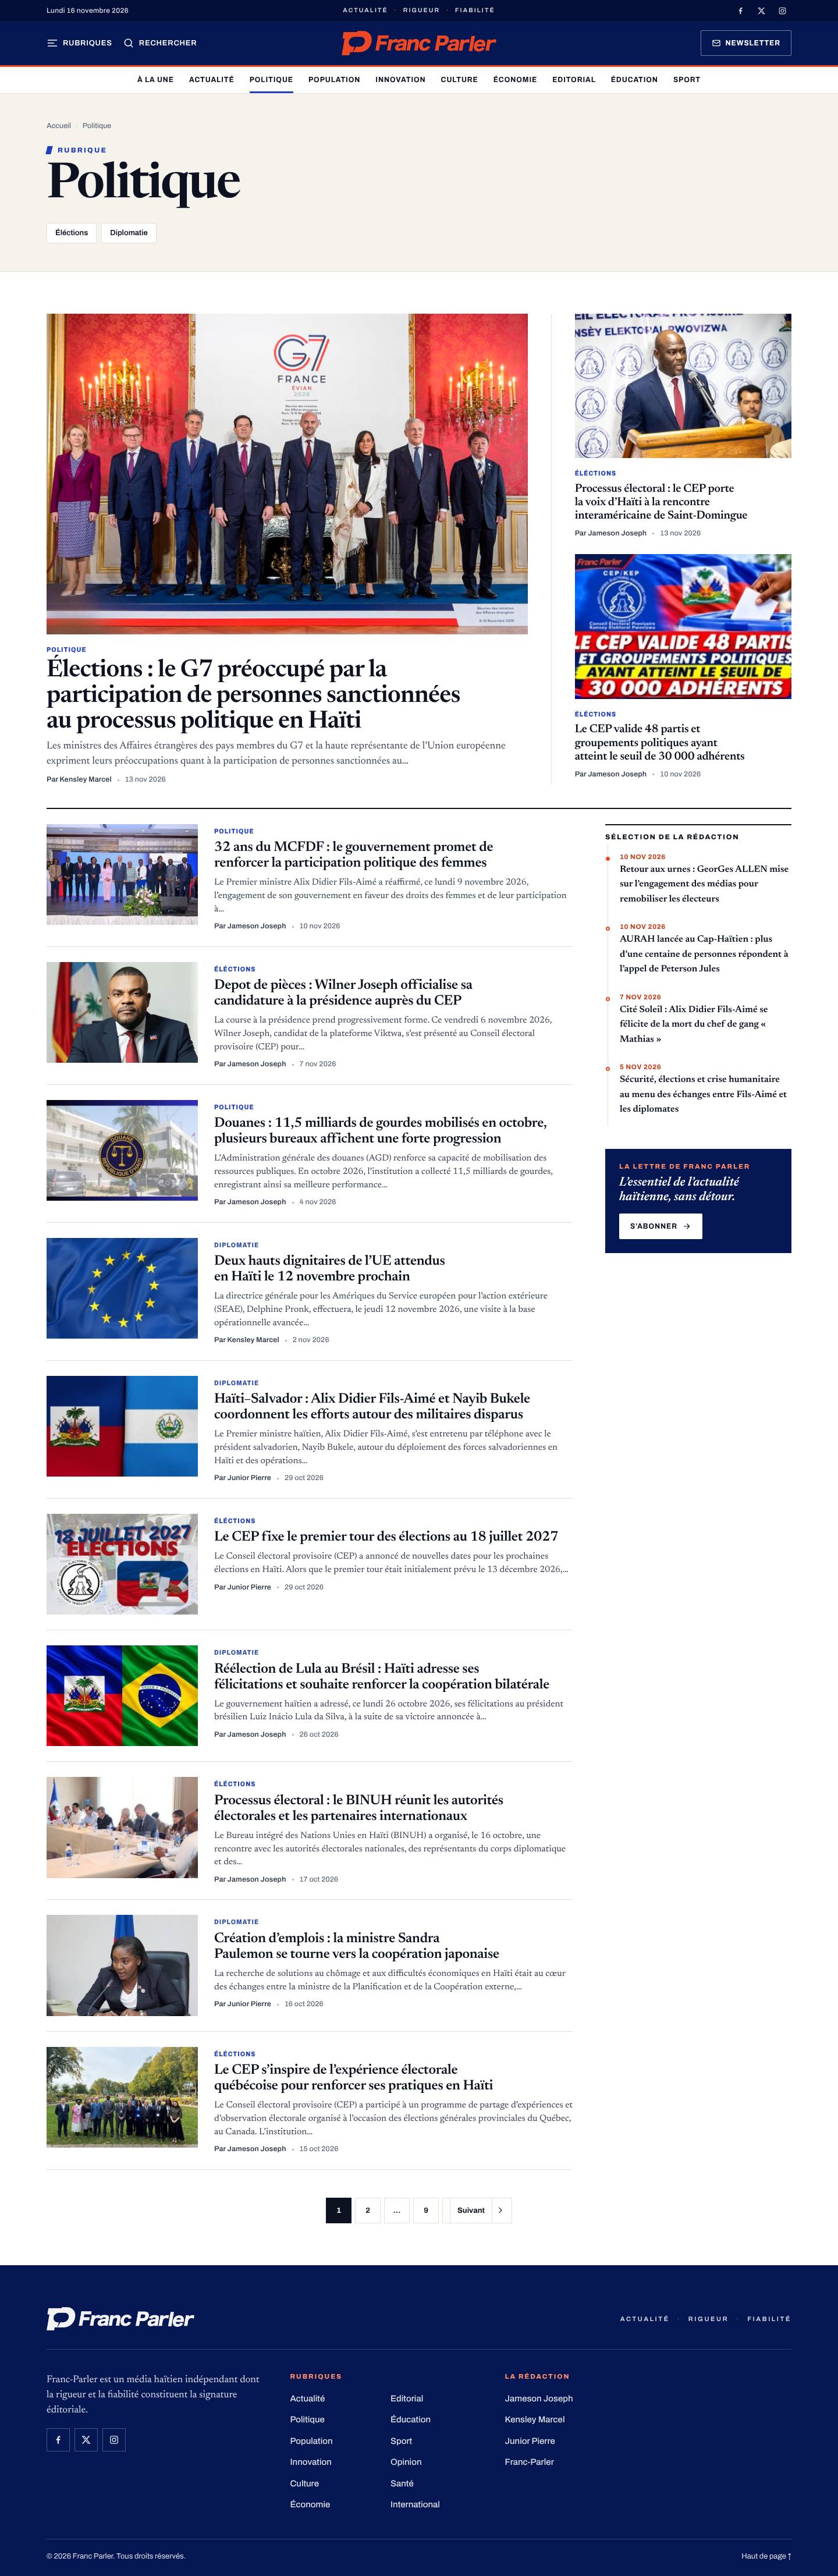 Lundi 16 novembre 2026
ACTUALITÉ · RIGUEUR · FIABILITÉ
RUBRIQUES
RECHERCHER
Franc Parler
NEWSLETTER
À LA UNE
ACTUALITÉ
POLITIQUE
POPULATION
INNOVATION
CULTURE
ÉCONOMIE
EDITORIAL
ÉDUCATION
SPORT
Accueil
Politique
RUBRIQUE
Politique
Éléctions
Diplomatie
G7
FRANCE
ÉVIAN
2026
POLITIQUE
Élections : le G7 préoccupé par la
participation de personnes sanctionnées
au processus politique en Haïti
Les ministres des Affaires étrangères des pays membres du G7 et la haute représentante de l’Union européenne
expriment leurs préoccupations quant à la participation de personnes sanctionnées au...
Par Kensley Marcel • 13 nov 2026
ÉLÉCTIONS
Processus électoral : le CEP porte
la voix d’Haïti à la rencontre
interaméricaine de Saint-Domingue
Par Jameson Joseph • 13 nov 2026
Franc Parler
CEP/KEP
LE CEP VALIDE 48 PARTIS
ET GROUPEMENTS POLITIQUES
AYANT ATTEINT LE SEUIL DE
30 000 ADHÉRENTS
ÉLÉCTIONS
Le CEP valide 48 partis et
groupements politiques ayant
atteint le seuil de 30 000 adhérents
Par Jameson Joseph • 10 nov 2026
POLITIQUE
32 ans du MCFDF : le gouvernement promet de
renforcer la participation politique des femmes
Le Premier ministre Alix Didier Fils-Aimé a réaffirmé, ce lundi 9 novembre 2026,
l’engagement de son gouvernement en faveur des droits des femmes et de leur participation
à...
Par Jameson Joseph • 10 nov 2026
ÉLÉCTIONS
Depot de pièces : Wilner Joseph officialise sa
candidature à la présidence auprès du CEP
La course à la présidence prend progressivement forme. Ce vendredi 6 novembre 2026,
Wilner Joseph, candidat de la plateforme Viktwa, s’est présenté au Conseil électoral
provisoire (CEP) pour...
Par Jameson Joseph • 7 nov 2026
POLITIQUE
Douanes : 11,5 milliards de gourdes mobilisés en octobre,
plusieurs bureaux affichent une forte progression
L’Administration générale des douanes (AGD) renforce sa capacité de mobilisation des
ressources publiques. En octobre 2026, l’institution a collecté 11,5 milliards de gourdes,
enregistrant ainsi sa meilleure performance...
Par Jameson Joseph • 4 nov 2026
DIPLOMATIE
Deux hauts dignitaires de l’UE attendus
en Haïti le 12 novembre prochain
La directrice générale pour les Amériques du Service européen pour l’action extérieure
(SEAE), Delphine Pronk, effectuera, le jeudi 12 novembre 2026, une visite à la base
opérationnelle avancée...
Par Kensley Marcel • 2 nov 2026
DIPLOMATIE
Haïti–Salvador : Alix Didier Fils-Aimé et Nayib Bukele
coordonnent les efforts autour des militaires disparus
Le Premier ministre haïtien, Alix Didier Fils-Aimé, s’est entretenu par téléphone avec le
président salvadorien, Nayib Bukele, autour du déploiement des forces salvadoriennes en
Haïti et des opérations...
Par Junior Pierre • 29 oct 2026
18 JUILLET 2027
ELECTIONS
ÉLÉCTIONS
Le CEP fixe le premier tour des élections au 18 juillet 2027
Le Conseil électoral provisoire (CEP) a annoncé de nouvelles dates pour les prochaines
élections en Haïti. Alors que le premier tour était initialement prévu le 13 décembre 2026,...
Par Junior Pierre • 29 oct 2026
DIPLOMATIE
Réélection de Lula au Brésil : Haïti adresse ses
félicitations et souhaite renforcer la coopération bilatérale
Le gouvernement haïtien a adressé, ce lundi 26 octobre 2026, ses félicitations au président
brésilien Luiz Inácio Lula da Silva, à la suite de sa victoire annoncée à...
Par Jameson Joseph • 26 oct 2026
ÉLÉCTIONS
Processus électoral : le BINUH réunit les autorités
électorales et les partenaires internationaux
Le Bureau intégré des Nations Unies en Haïti (BINUH) a organisé, le 16 octobre, une
rencontre avec les autorités électorales nationales, des représentants du corps diplomatique
et des...
Par Jameson Joseph • 17 oct 2026
DIPLOMATIE
Création d’emplois : la ministre Sandra
Paulemon se tourne vers la coopération japonaise
La recherche de solutions au chômage et aux difficultés économiques en Haïti était au cœur
des échanges entre la ministre de la Planification et de la Coopération externe,...
Par Junior Pierre • 16 oct 2026
ÉLÉCTIONS
Le CEP s’inspire de l’expérience électorale
québécoise pour renforcer ses pratiques en Haïti
Le Conseil électoral provisoire (CEP) a participé à un programme de partage d’expériences et
d’observation électorale organisé à l’occasion des élections générales provinciales du Québec,
au Canada. L’institution...
Par Jameson Joseph • 15 oct 2026
SÉLECTION DE LA RÉDACTION
10 NOV 2026
Retour aux urnes : GeorGes ALLEN mise
sur l’engagement des médias pour
remobiliser les électeurs
10 NOV 2026
AURAH lancée au Cap-Haïtien : plus
d’une centaine de personnes répondent à
l’appel de Peterson Jules
7 NOV 2026
Cité Soleil : Alix Didier Fils-Aimé se
félicite de la mort du chef de gang «
Mathias »
5 NOV 2026
Sécurité, élections et crise humanitaire
au menu des échanges entre Fils-Aimé et
les diplomates
LA LETTRE DE FRANC PARLER
L’essentiel de l’actualité
haïtienne, sans détour.
S’ABONNER →
1
2
…
9
Suivant
Franc Parler
ACTUALITÉ · RIGUEUR · FIABILITÉ
Franc-Parler est un média haïtien indépendant dont
la rigueur et la fiabilité constituent la signature
éditoriale.
RUBRIQUES
Actualité
Politique
Population
Innovation
Culture
Économie
Editorial
Éducation
Sport
Opinion
Santé
International
LA RÉDACTION
Jameson Joseph
Kensley Marcel
Junior Pierre
Franc-Parler
© 2026 Franc Parler. Tous droits réservés.
Haut de page ↑